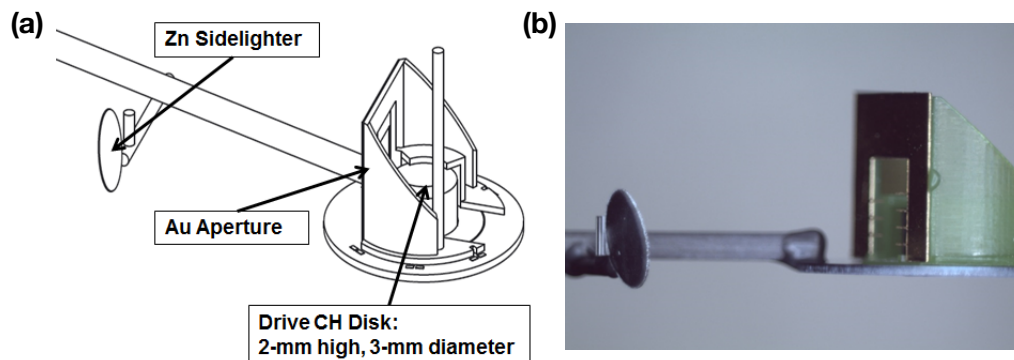 (a)
Zn Sidelighter
Au Aperture
Drive CH Disk:
2-mm high, 3-mm diameter
(b)